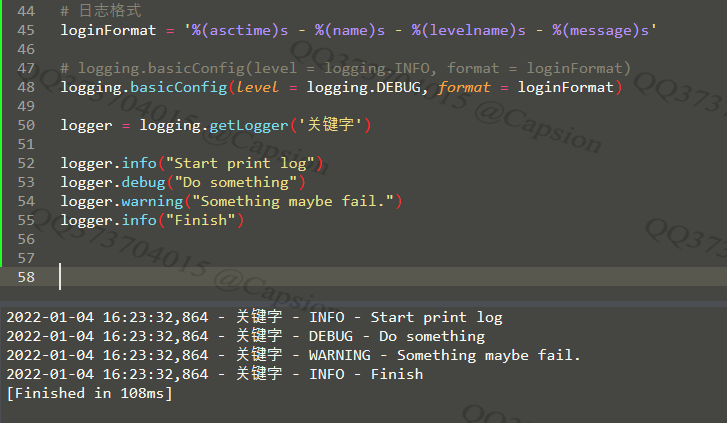 44 # 日志格式
45 loginFormat = '%(asctime)s - %(name)s - %(levelname)s - %(message)s'
46
47 # logging.basicConfig(level = logging.INFO, format = loginFormat)
48 logging.basicConfig(level = logging.DEBUG, format = loginFormat)
49
50 logger = logging.getLogger('关键字')
51
52 logger.info("Start print log")
53 logger.debug("Do something")
54 logger.warning("Something maybe fail.")
55 logger.info("Finish")
56
57
58
2022-01-04 16:23:32,864 - 关键字 - INFO - Start print log
2022-01-04 16:23:32,864 - 关键字 - DEBUG - Do something
2022-01-04 16:23:32,864 - 关键字 - WARNING - Something maybe fail.
2022-01-04 16:23:32,864 - 关键字 - INFO - Finish
[Finished in 108ms]
QQ373704015 @Capsion